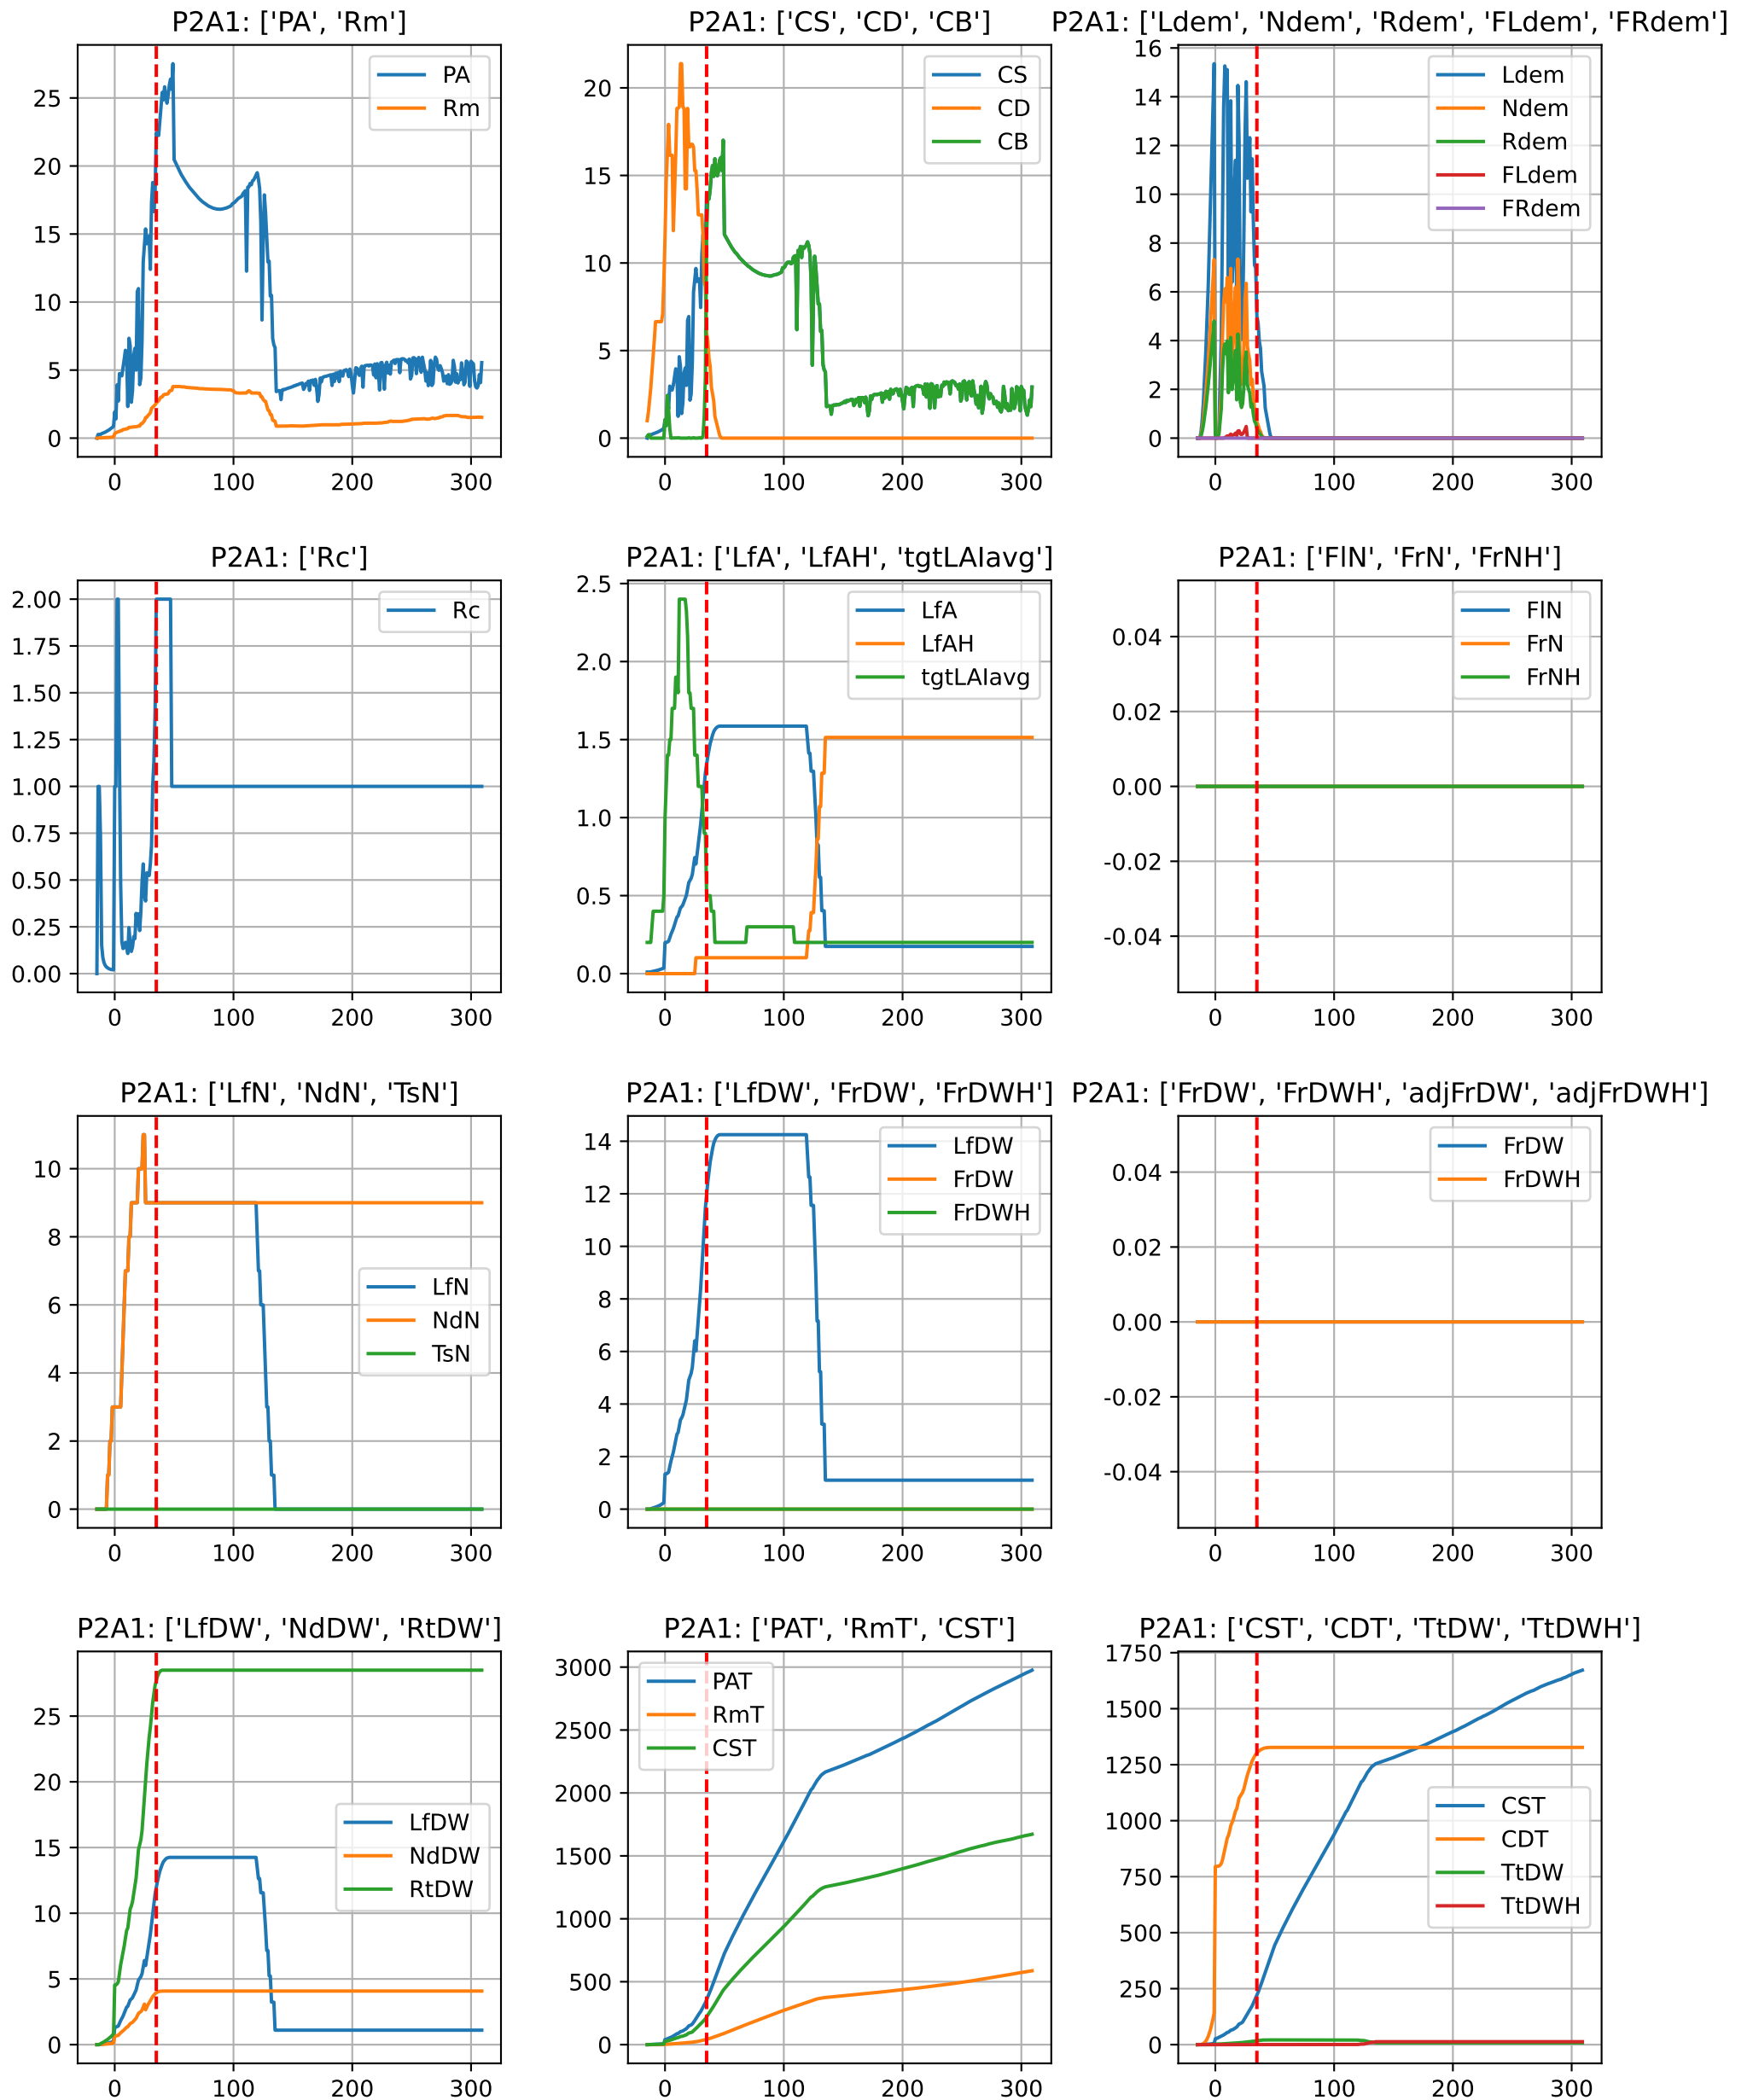 P2A1: ['PA', 'Rm']
25
20
15
10
5
0
0 100 200 300
PA
Rm
P2A1: ['CS', 'CD', 'CB']
20
15
10
5
0
0 100 200 300
CS
CD
CB
P2A1: ['Ldem', 'Ndem', 'Rdem', 'FLdem', 'FRdem']
16
14
12
10
8
6
4
2
0
0 100 200 300
Ldem
Ndem
Rdem
FLdem
FRdem
P2A1: ['Rc']
2.00
1.75
1.50
1.25
1.00
0.75
0.50
0.25
0.00
0 100 200 300
Rc
P2A1: ['LfA', 'LfAH', 'tgtLAIavg']
2.5
2.0
1.5
1.0
0.5
0.0
0 100 200 300
LfA
LfAH
tgtLAIavg
P2A1: ['FlN', 'FrN', 'FrNH']
0.04
0.02
0.00
-0.02
-0.04
0 100 200 300
FlN
FrN
FrNH
P2A1: ['LfN', 'NdN', 'TsN']
10
8
6
4
2
0
0 100 200 300
LfN
NdN
TsN
P2A1: ['LfDW', 'FrDW', 'FrDWH']
14
12
10
8
6
4
2
0
0 100 200 300
LfDW
FrDW
FrDWH
P2A1: ['FrDW', 'FrDWH', 'adjFrDW', 'adjFrDWH']
0.04
0.02
0.00
-0.02
-0.04
0 100 200 300
FrDW
FrDWH
P2A1: ['LfDW', 'NdDW', 'RtDW']
25
20
15
10
5
0
0 100 200 300
LfDW
NdDW
RtDW
P2A1: ['PAT', 'RmT', 'CST']
3000
2500
2000
1500
1000
500
0
0 100 200 300
PAT
RmT
CST
P2A1: ['CST', 'CDT', 'TtDW', 'TtDWH']
1750
1500
1250
1000
750
500
250
0
0 100 200 300
CST
CDT
TtDW
TtDWH